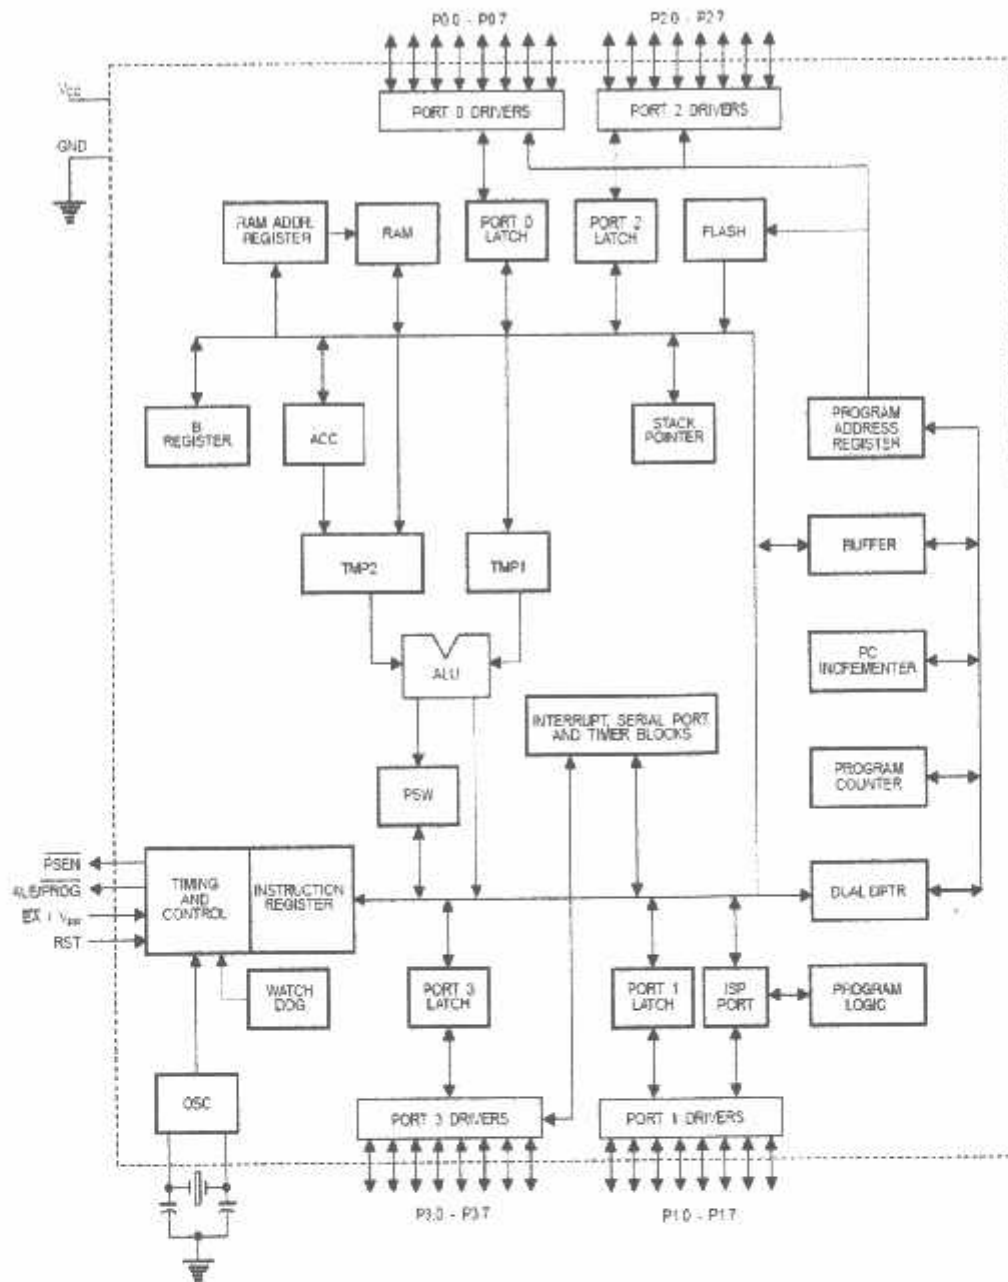 P0.0 - P0.7
P2.0 - P2.7
VCC
PORT 0 DRIVERS
PORT 2 DRIVERS
GND
RAM ADDR.
REGISTER
RAM
PORT 0
LATCH
PORT 2
LATCH
FLASH
B
REGISTER
ACC
STACK
POINTER
PROGRAM
ADDRESS
REGISTER
BUFFER
TMP2
TMP1
PC
INCREMENTER
ALU
INTERRUPT, SERIAL PORT,
AND TIMER BLOCKS
PROGRAM
COUNTER
PSW
PSEN
ALE/PROG
EA / VPP
RST
TIMING
AND
CONTROL
INSTRUCTION
REGISTER
DUAL DPTR
WATCH
DOG
PORT 3
LATCH
PORT 1
LATCH
ISP
PORT
PROGRAM
LOGIC
OSC
PORT 3 DRIVERS
PORT 1 DRIVERS
P3.0 - P3.7
P1.0 - P1.7